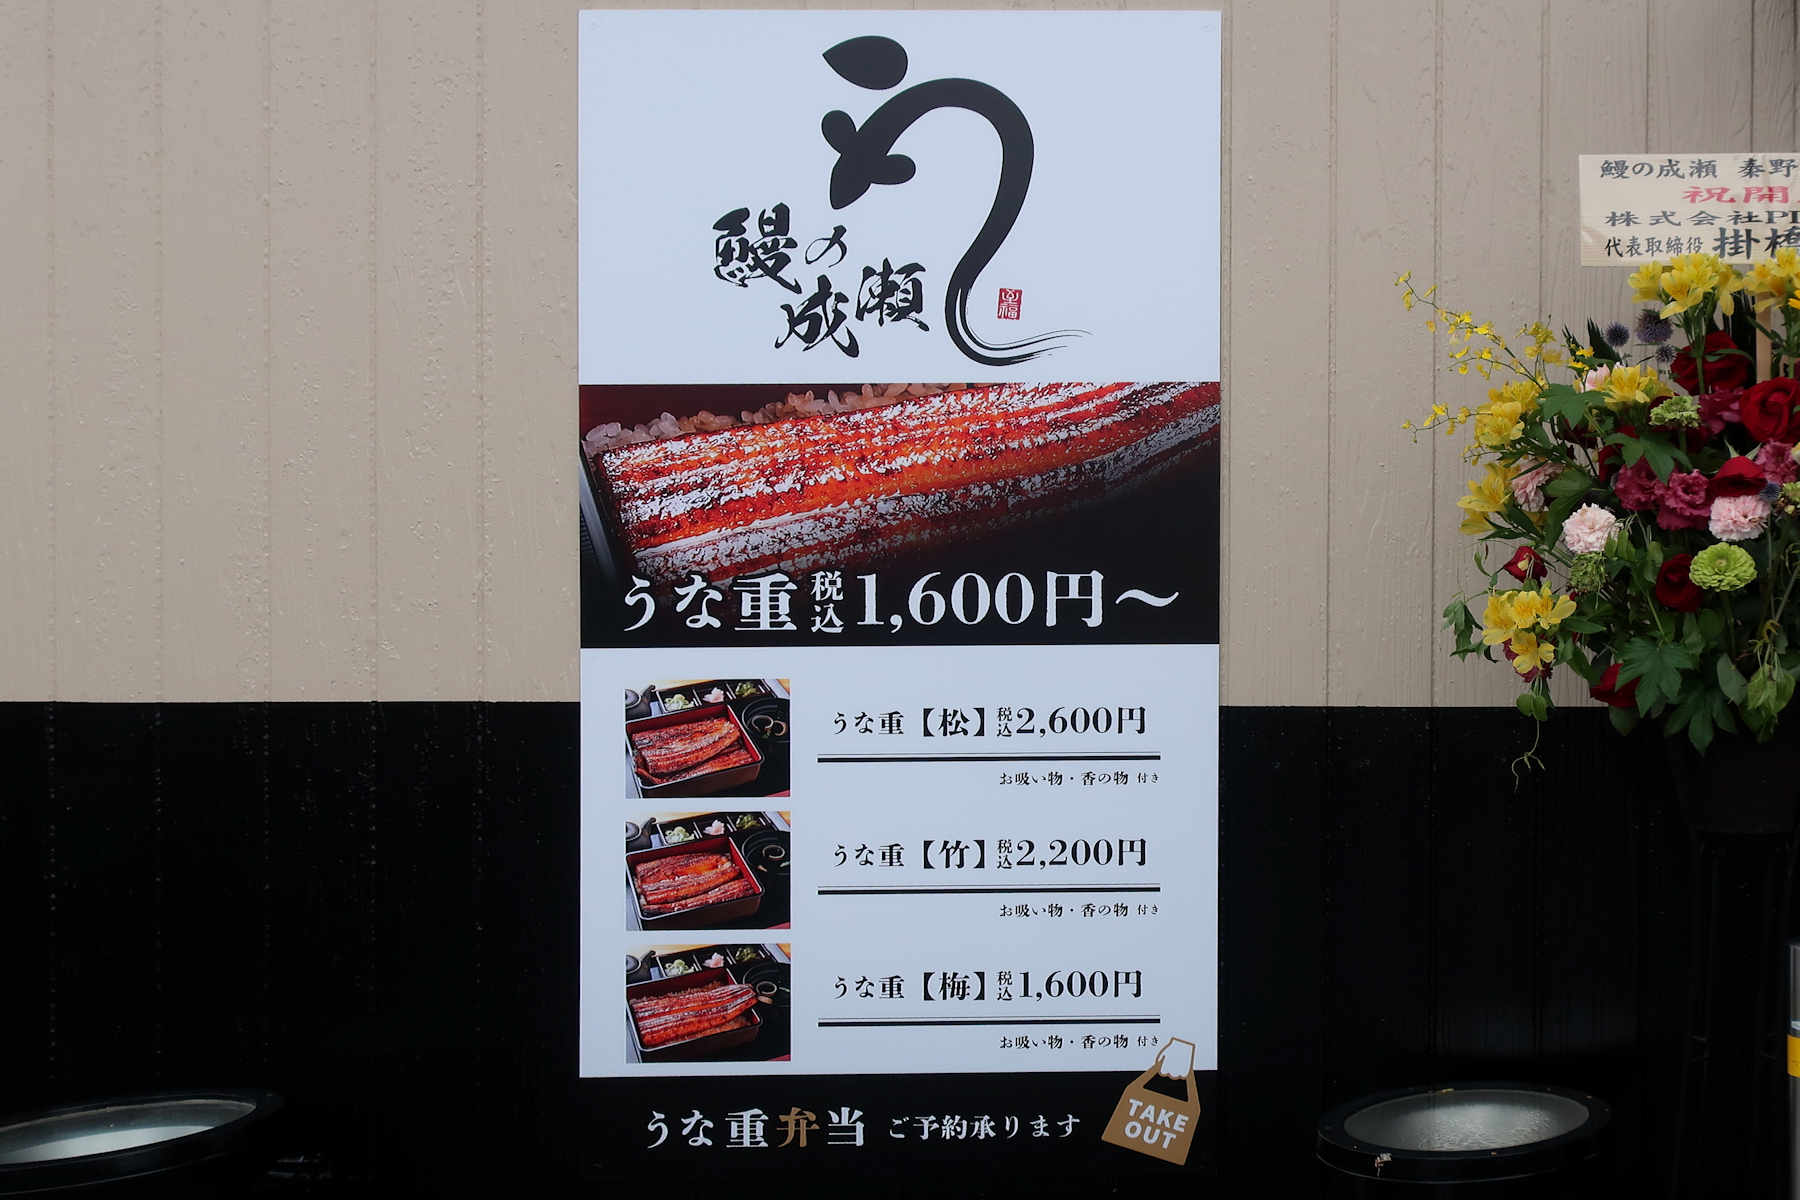 う
鰻の
成瀬
幸福
うな重 税込1,600円～
うな重【松】税込2,600円
お吸い物・香の物 付き
うな重【竹】税込2,200円
お吸い物・香の物 付き
うな重【梅】税込1,600円
お吸い物・香の物 付き
うな重弁当 ご予約承ります
TAKE
OUT
鰻の成瀬 秦野
祝開
株式会社
代表取締役 掛橋